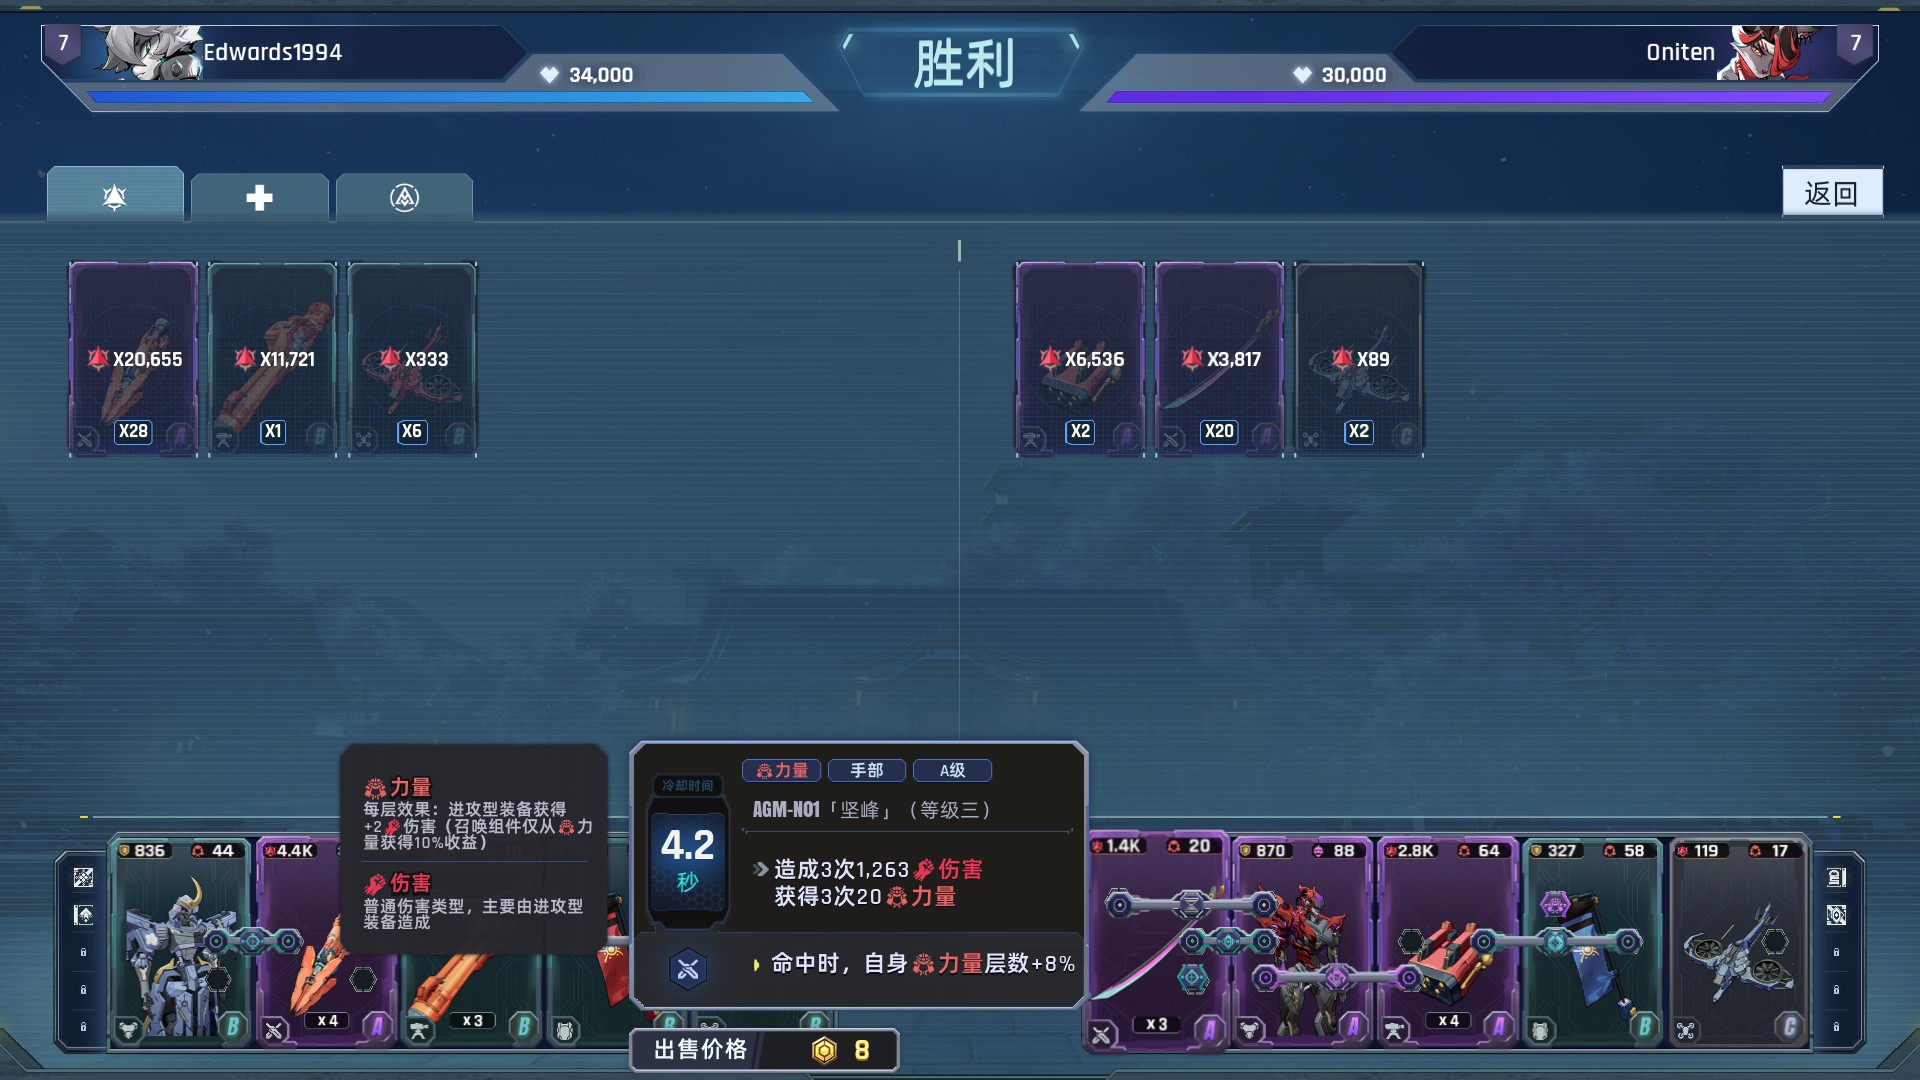 7
Edwards1994
34,000
胜利
30,000
Oniten
7
返回
X20,655
X28
A
X11,721
X1
B
X333
X6
B
X6,536
X2
A
X3,817
X20
A
X89
X2
C
力量
每层效果：进攻型装备获得
+2伤害（召唤组件仅从力
量获得10%收益）
伤害
普通伤害类型，主要由进攻型
装备造成
冷却时间
4.2
秒
力量
手部
A级
AGM-N01「坚峰」（等级三）
造成3次1,263伤害
获得3次20力量
命中时，自身力量层数+8%
出售价格
8
836
44
B
4.4K
x4
A
x3
B
B
B
1.4K
20
x3
A
870
88
A
2.8K
64
x4
A
327
58
B
119
17
C